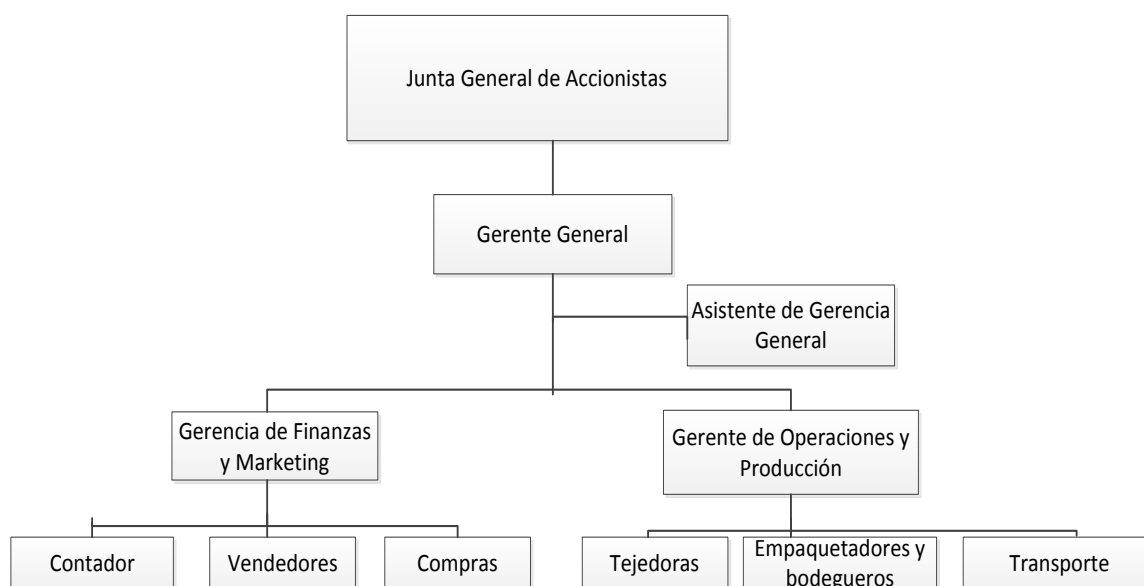 Junta General de Accionistas
Gerente General
Asistente de Gerencia
General
Gerencia de Finanzas
y Marketing
Gerente de Operaciones y
Producción
Contador
Vendedores
Compras
Tejedoras
Empaquetadores y
bodegueros
Transporte